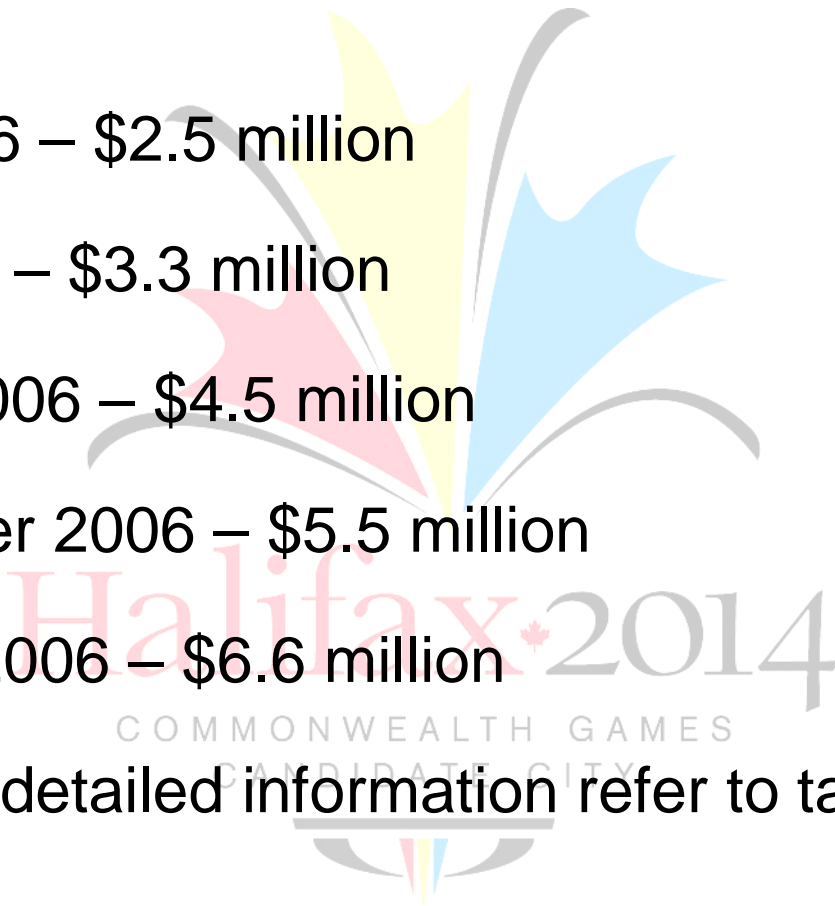 6 – $2.5 million
– $3.3 million
006 – $4.5 million
er 2006 – $5.5 million
Halifax 2014
2006 – $6.6 million
COMMONWEALTH GAMES
CANDIDATE CITY
detailed information refer to ta